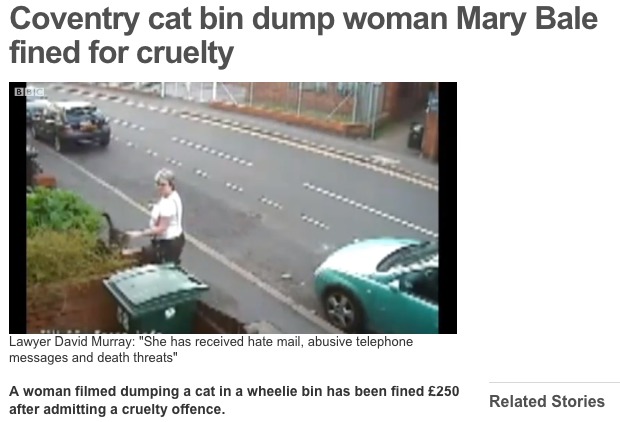 Coventry cat bin dump woman Mary Bale
fined for cruelty
BBC
Lawyer David Murray: "She has received hate mail, abusive telephone
messages and death threats"
A woman filmed dumping a cat in a wheelie bin has been fined £250
after admitting a cruelty offence.
Related Stories